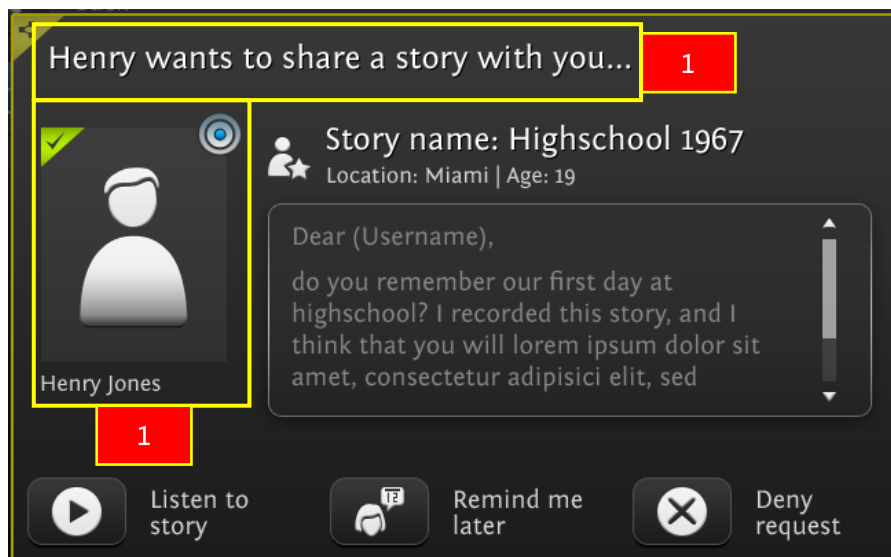 Henry wants to share a story with you...
1
Story name: Highschool 1967
Location: Miami | Age: 19
Dear (Username),
do you remember our first day at
highschool? I recorded this story, and I
think that you will lorem ipsum dolor sit
amet, consectetur adipisici elit, sed
Henry Jones
1
Listen to
story
12
Remind me
later
Deny
request